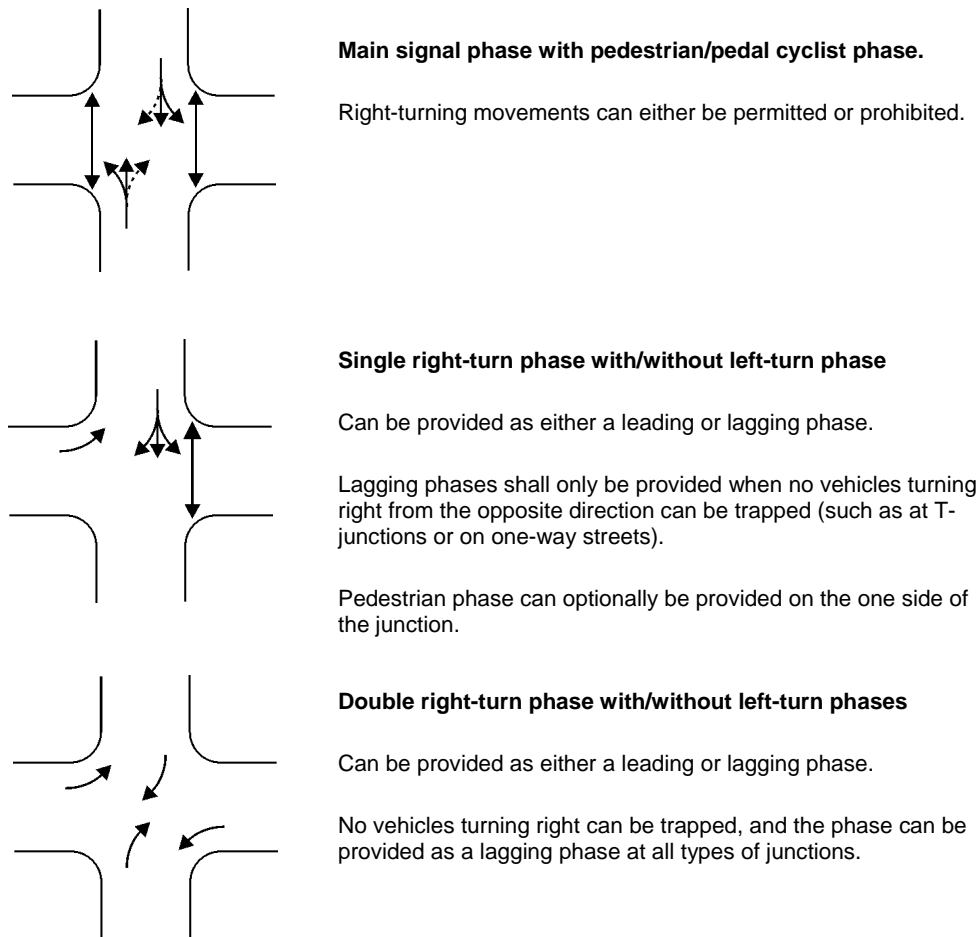 Main signal phase with pedestrian/pedal cyclist phase.
Right-turning movements can either be permitted or prohibited.
Single right-turn phase with/without left-turn phase
Can be provided as either a leading or lagging phase.
Lagging phases shall only be provided when no vehicles turning
right from the opposite direction can be trapped (such as at T-
junctions or on one-way streets).
Pedestrian phase can optionally be provided on the one side of
the junction.
Double right-turn phase with/without left-turn phases
Can be provided as either a leading or lagging phase.
No vehicles turning right can be trapped, and the phase can be
provided as a lagging phase at all types of junctions.